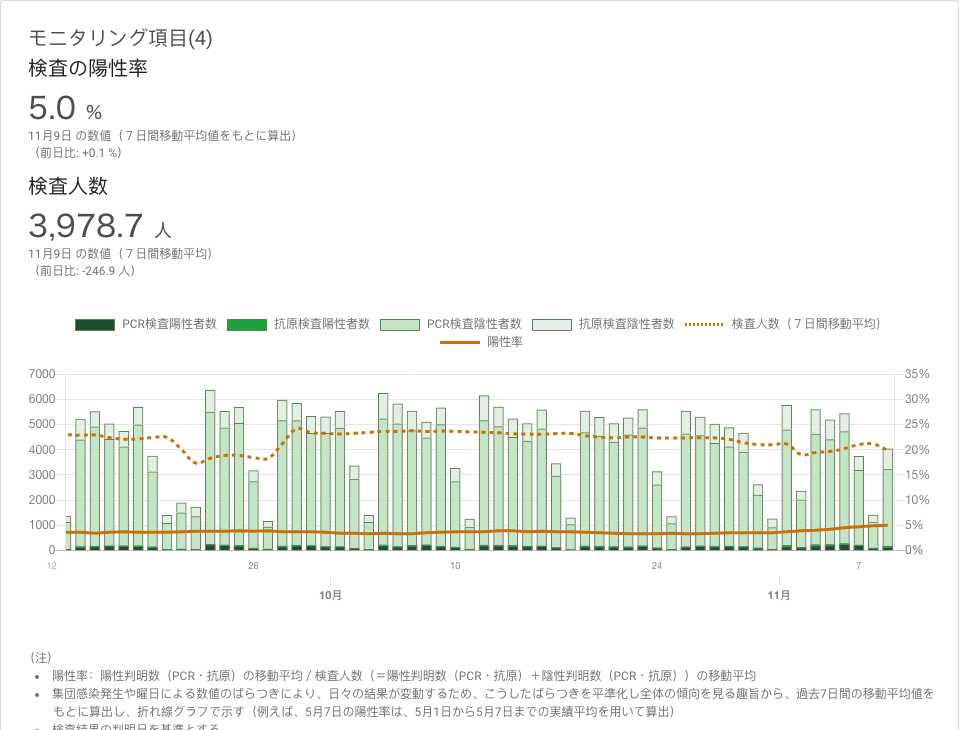 モニタリング項目(4)
検査の陽性率
5.0 %
11月9日 の数値（７日間移動平均値をもとに算出）
（前日比: +0.1 %）
検査人数
3,978.7 人
11月9日 の数値（７日間移動平均）
（前日比: -246.9 人）
PCR検査陽性者数 抗原検査陽性者数 PCR検査陰性者数 抗原検査陰性者数 検査人数（７日間移動平均）
陽性率
7000 35%
6000 30%
5000 25%
4000 20%
3000 15%
2000 10%
1000 5%
0 0%
12 26 10 24 7
10月 11月
（注）
• 陽性率：陽性判明数（PCR・抗原）の移動平均 / 検査人数（＝陽性判明数（PCR・抗原）＋陰性判明数（PCR・抗原））の移動平均
• 集団感染発生や曜日による数値のばらつきにより、日々の結果が変動するため、こうしたばらつきを平準化し全体の傾向を見る趣旨から、過去7日間の移動平均値を
もとに算出し、折れ線グラフで示す（例えば、5月7日の陽性率は、5月1日から5月7日までの実績平均を用いて算出）
• 検査結果の判明日を基準とする